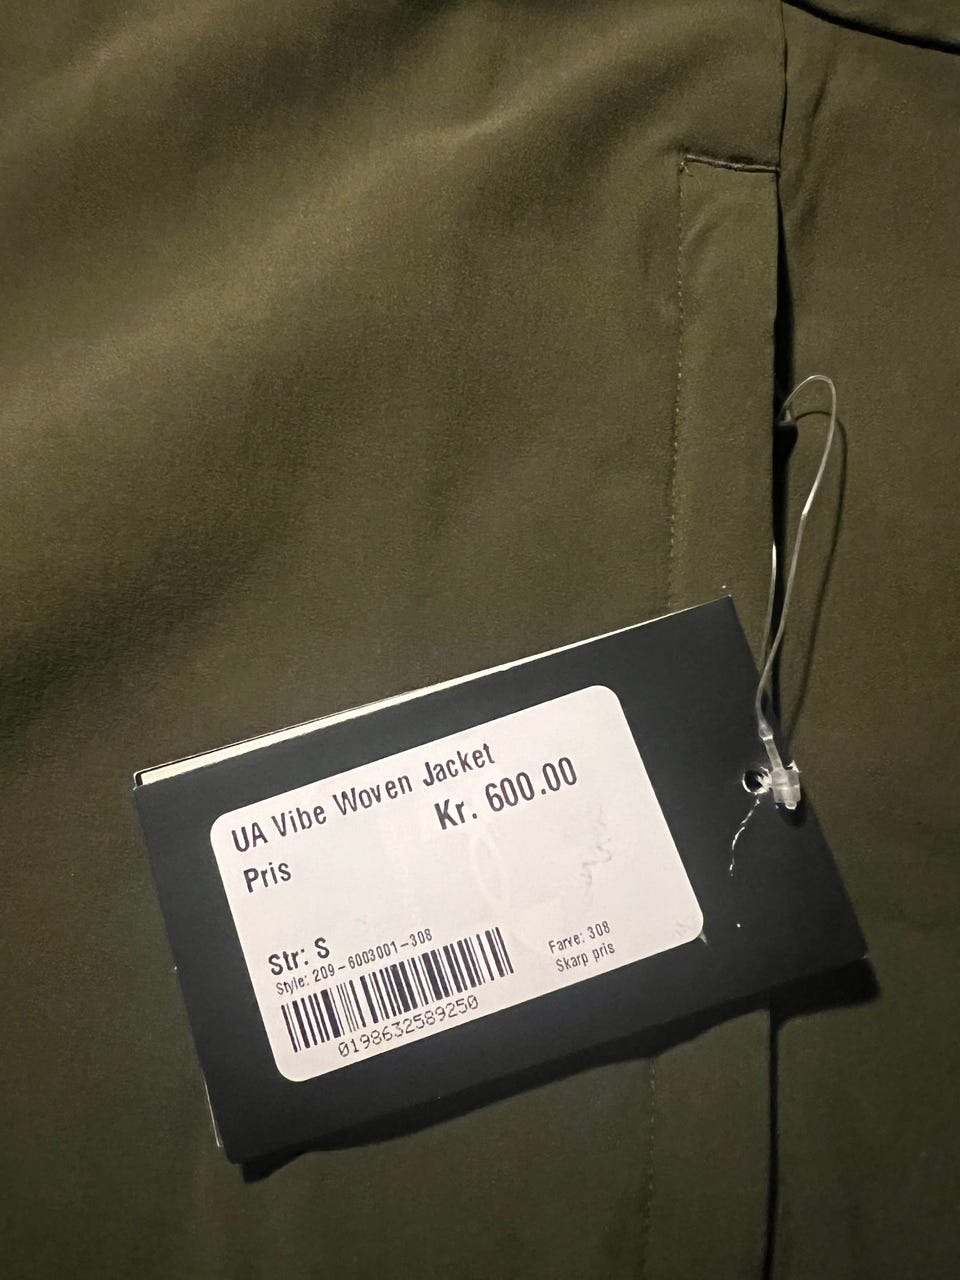 UA Vibe Woven Jacket
Pris Kr. 600.00
Str: S
Style: 209-6003001-308
Farve: 308
Skarp pris
0198632589250